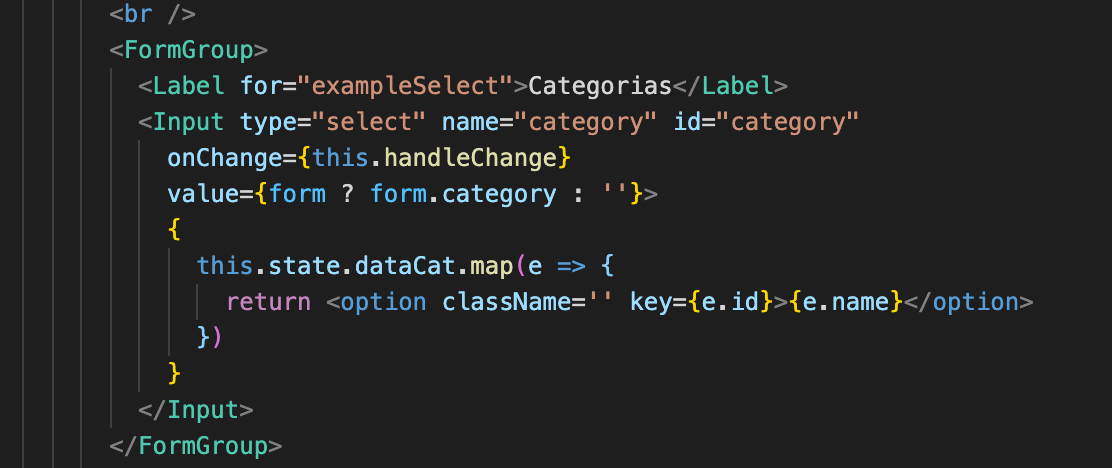 <br />
<FormGroup>
<Label for="exampleSelect">Categorias</Label>
<Input type="select" name="category" id="category"
onChange={this.handleChange}
value={form ? form.category : ''}>
{
this.state.dataCat.map(e => {
return <option className='' key={e.id}>{e.name}</option>
})
}
</Input>
</FormGroup>